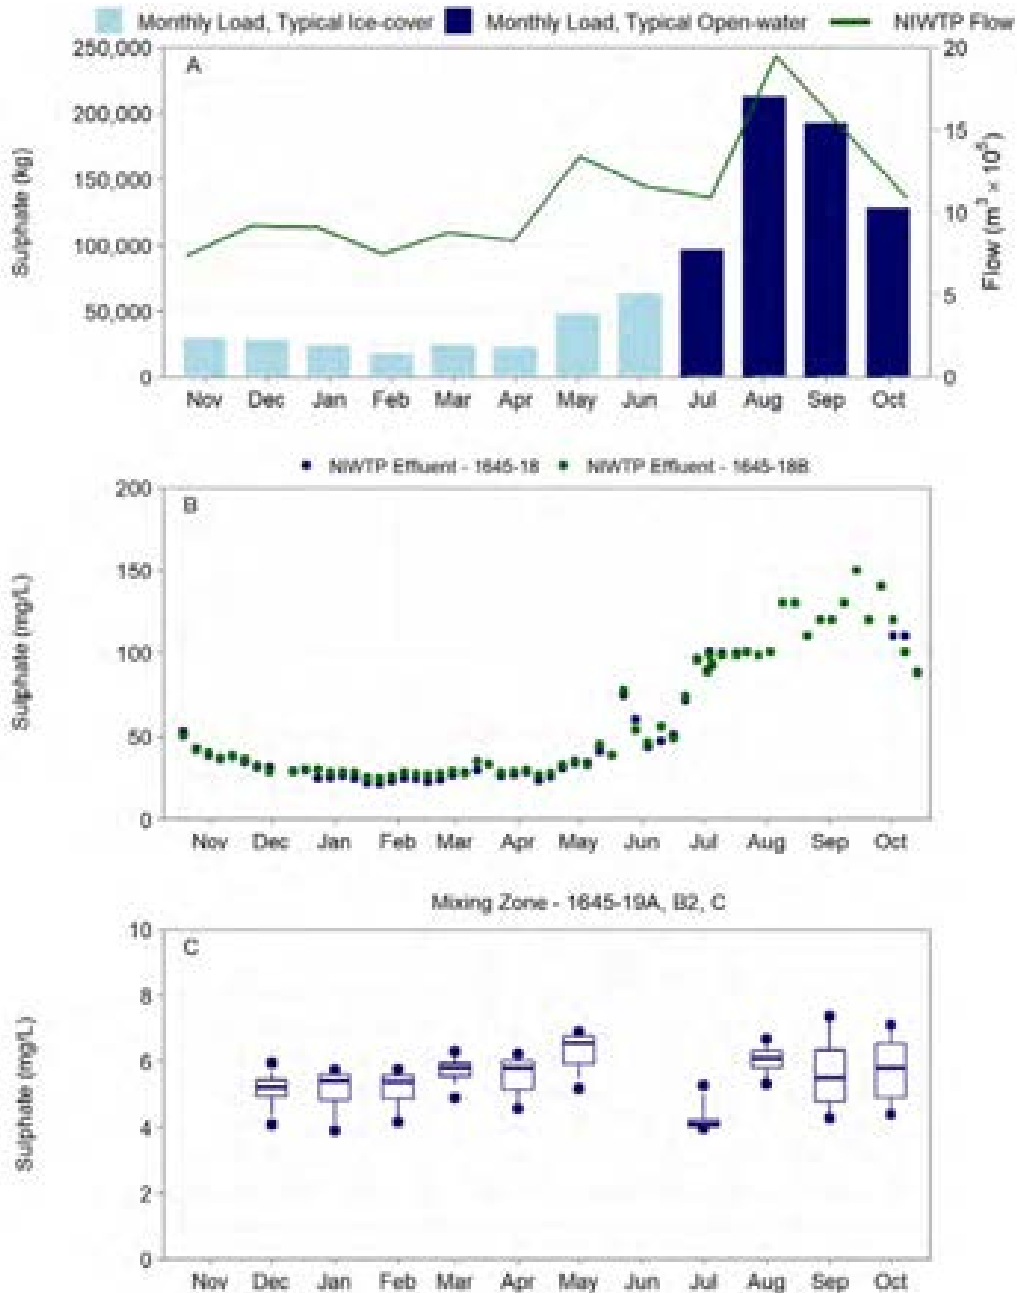 Monthly Load, Typical Ice-cover Monthly Load, Typical Open-water NIWTP Flow
A
Sulphate (kg)
250,000
200,000
150,000
100,000
50,000
0
Flow (m³ × 10⁵)
20
15
10
5
0
Nov Dec Jan Feb Mar Apr May Jun Jul Aug Sep Oct
NIWTP Effluent - 1645-18 NIWTP Effluent - 1645-18B
B
Sulphate (mg/L)
200
150
100
50
0
Nov Dec Jan Feb Mar Apr May Jun Jul Aug Sep Oct
Mixing Zone - 1645-19A, B2, C
C
Sulphate (mg/L)
10
8
6
4
2
0
Nov Dec Jan Feb Mar Apr May Jun Jul Aug Sep Oct